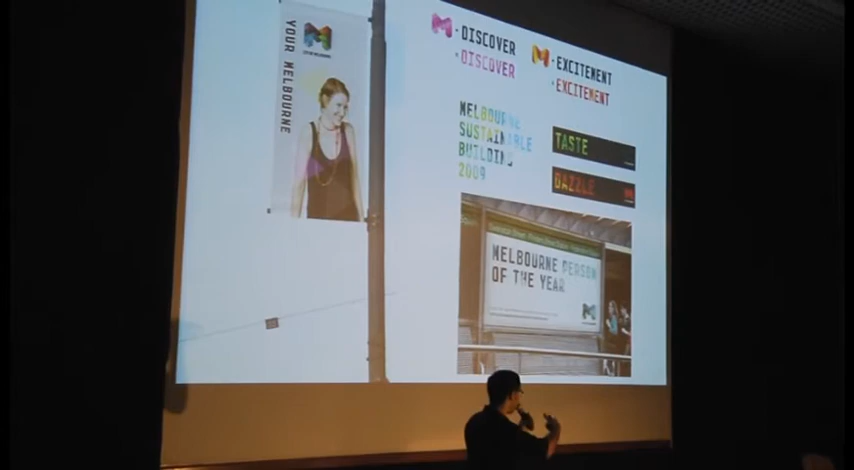 YOUR MELBOURNE
DISCOVER
DISCOVER
EXCITEMENT
EXCITEMENT
MELBOURNE
SUSTAINABLE
BUILDING
2009
TASTE
DAZZLE
MELBOURNE PERSON
OF THE YEAR